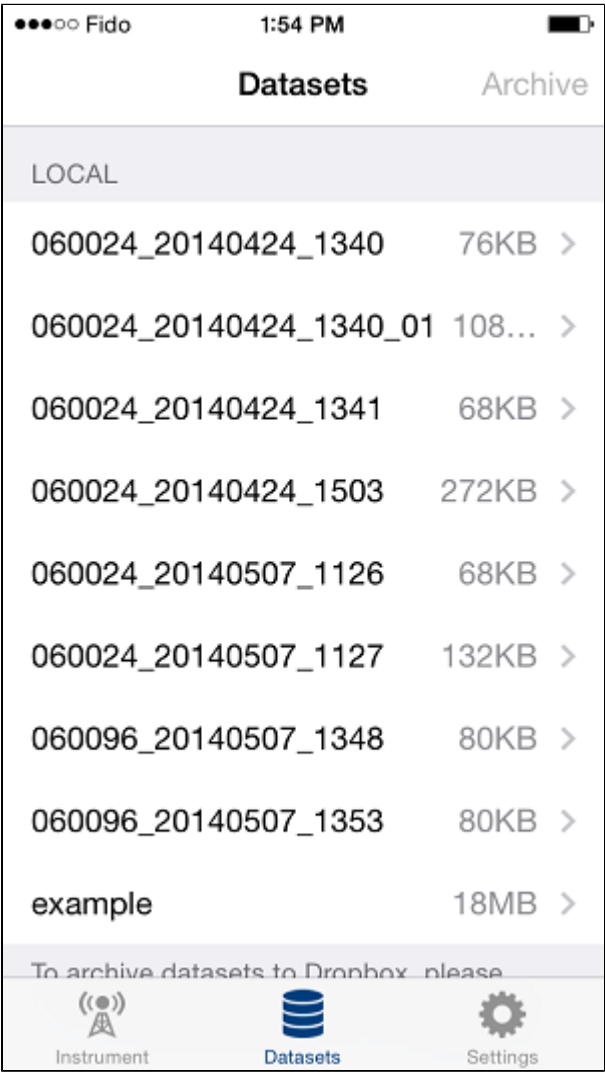 Fido 1:54 PM
Datasets Archive
LOCAL
060024_20140424_1340 76KB
060024_20140424_1340_01 108...
060024_20140424_1341 68KB
060024_20140424_1503 272KB
060024_20140507_1126 68KB
060024_20140507_1127 132KB
060096_20140507_1348 80KB
060096_20140507_1353 80KB
example 18MB
To archive datasets to Dropbox, please
Instrument Datasets Settings